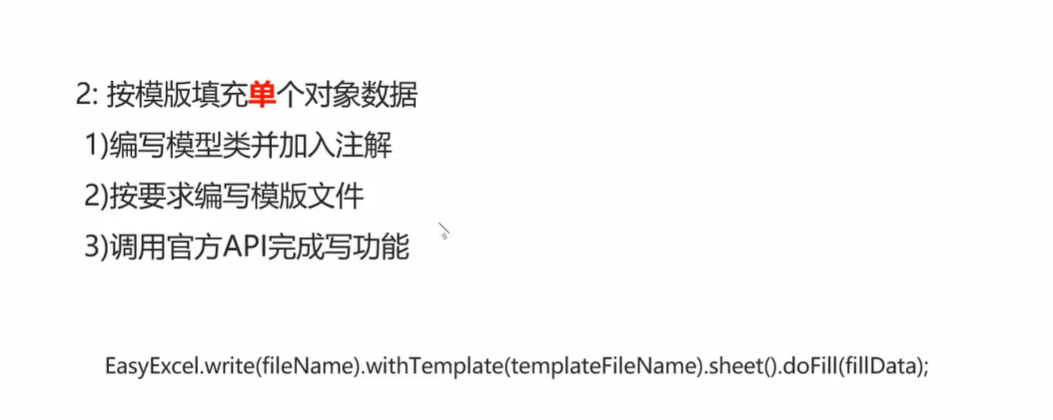 2: 按模版填充单个对象数据
1)编写模型类并加入注解
2)按要求编写模版文件
3)调用官方API完成写功能
EasyExcel.write(fileName).withTemplate(templateFileName).sheet().doFill(fillData);